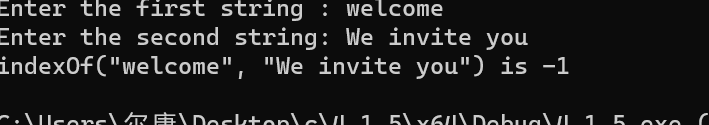 Enter the first string : welcome
Enter the second string: We invite you
indexOf("welcome", "We invite you") is -1